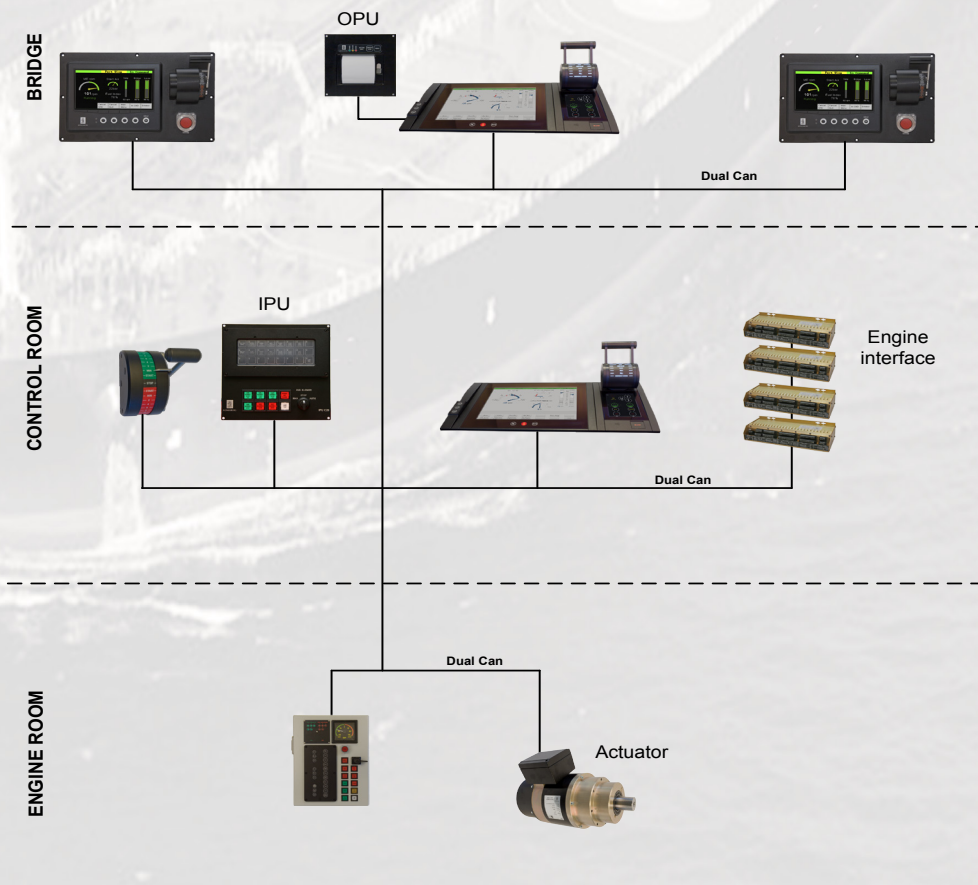 BRIDGE
OPU
Dual Can
CONTROL ROOM
IPU
Engine
interface
Dual Can
ENGINE ROOM
Dual Can
Actuator